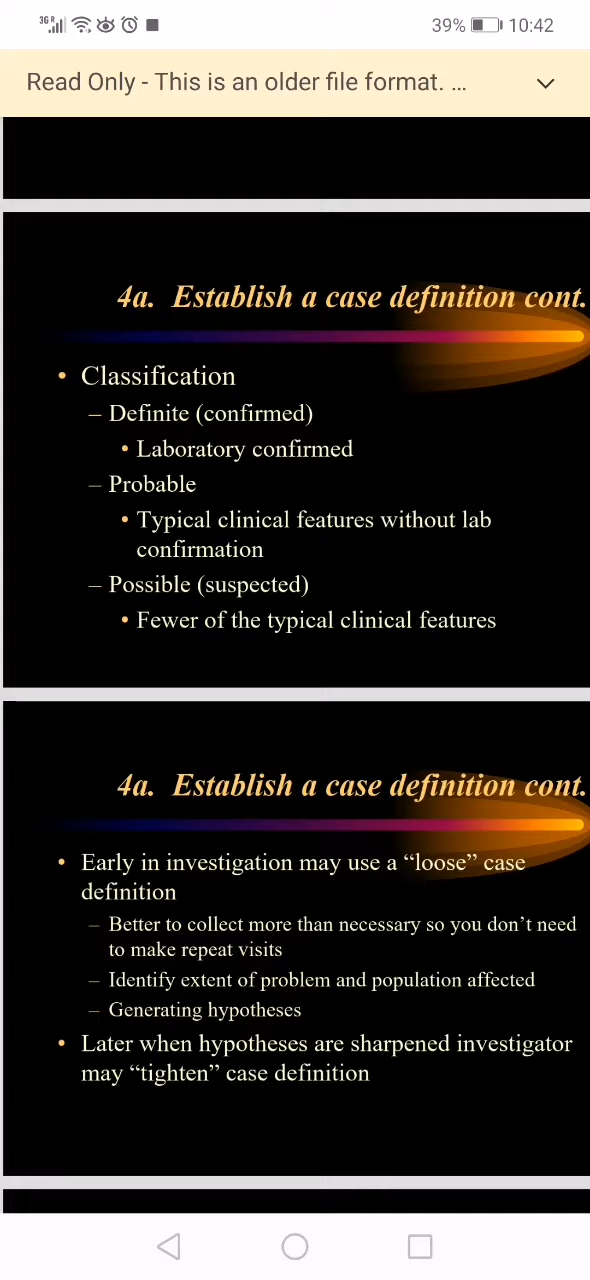 3G R 39% 10:42
Read Only - This is an older file format. ...
4a. Establish a case definition cont.
• Classification
– Definite (confirmed)
• Laboratory confirmed
– Probable
• Typical clinical features without lab
confirmation
– Possible (suspected)
• Fewer of the typical clinical features
4a. Establish a case definition cont.
• Early in investigation may use a “loose” case
definition
– Better to collect more than necessary so you don’t need
to make repeat visits
– Identify extent of problem and population affected
– Generating hypotheses
• Later when hypotheses are sharpened investigator
may “tighten” case definition